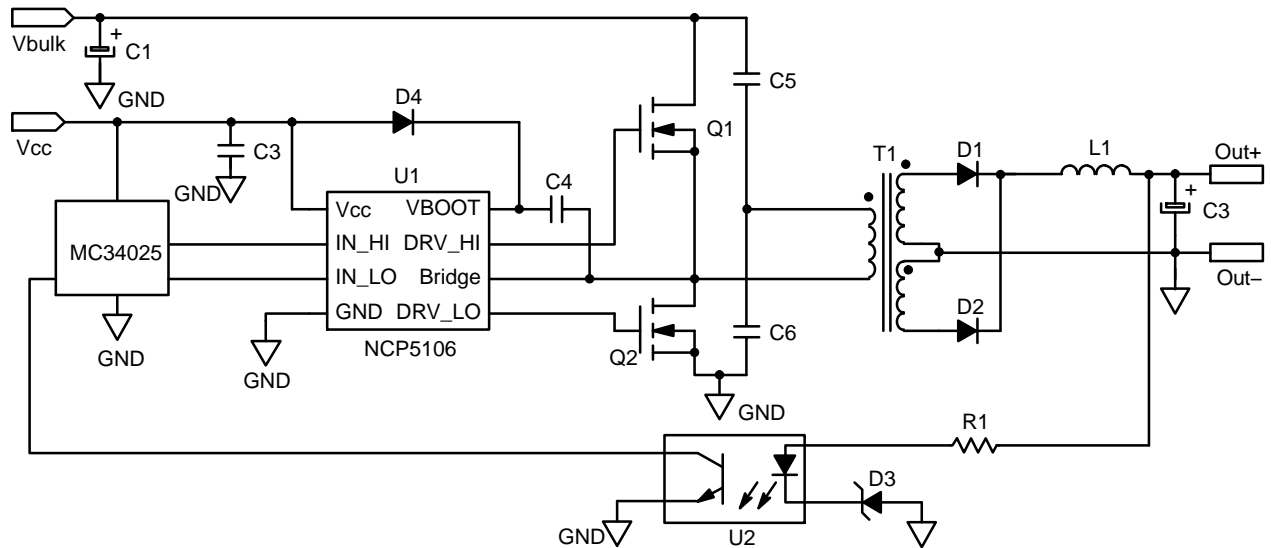 Vbulk
+
C1
GND
Vcc
D4
C3
GND
U1
C4
Q1
C5
T1
D1
L1
Out+
+
C3
MC34025
Vcc
VBOOT
IN_HI
DRV_HI
IN_LO
Bridge
GND
DRV_LO
NCP5106
GND
GND
Q2
C6
D2
Out–
GND
R1
D3
GND
U2